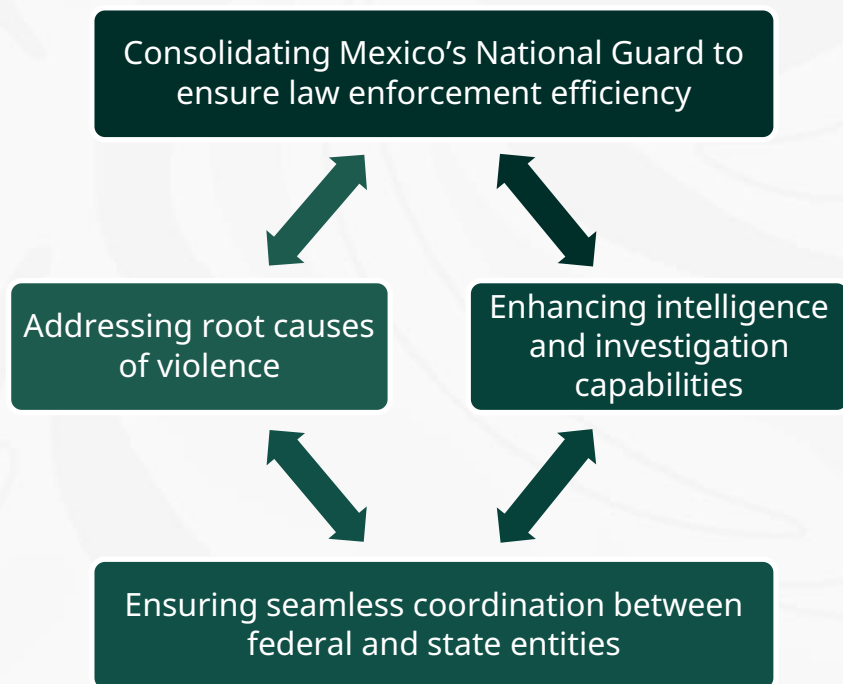 Consolidating Mexico’s National Guard to
ensure law enforcement efficiency
Addressing root causes
of violence
Enhancing intelligence
and investigation
capabilities
Ensuring seamless coordination between
federal and state entities